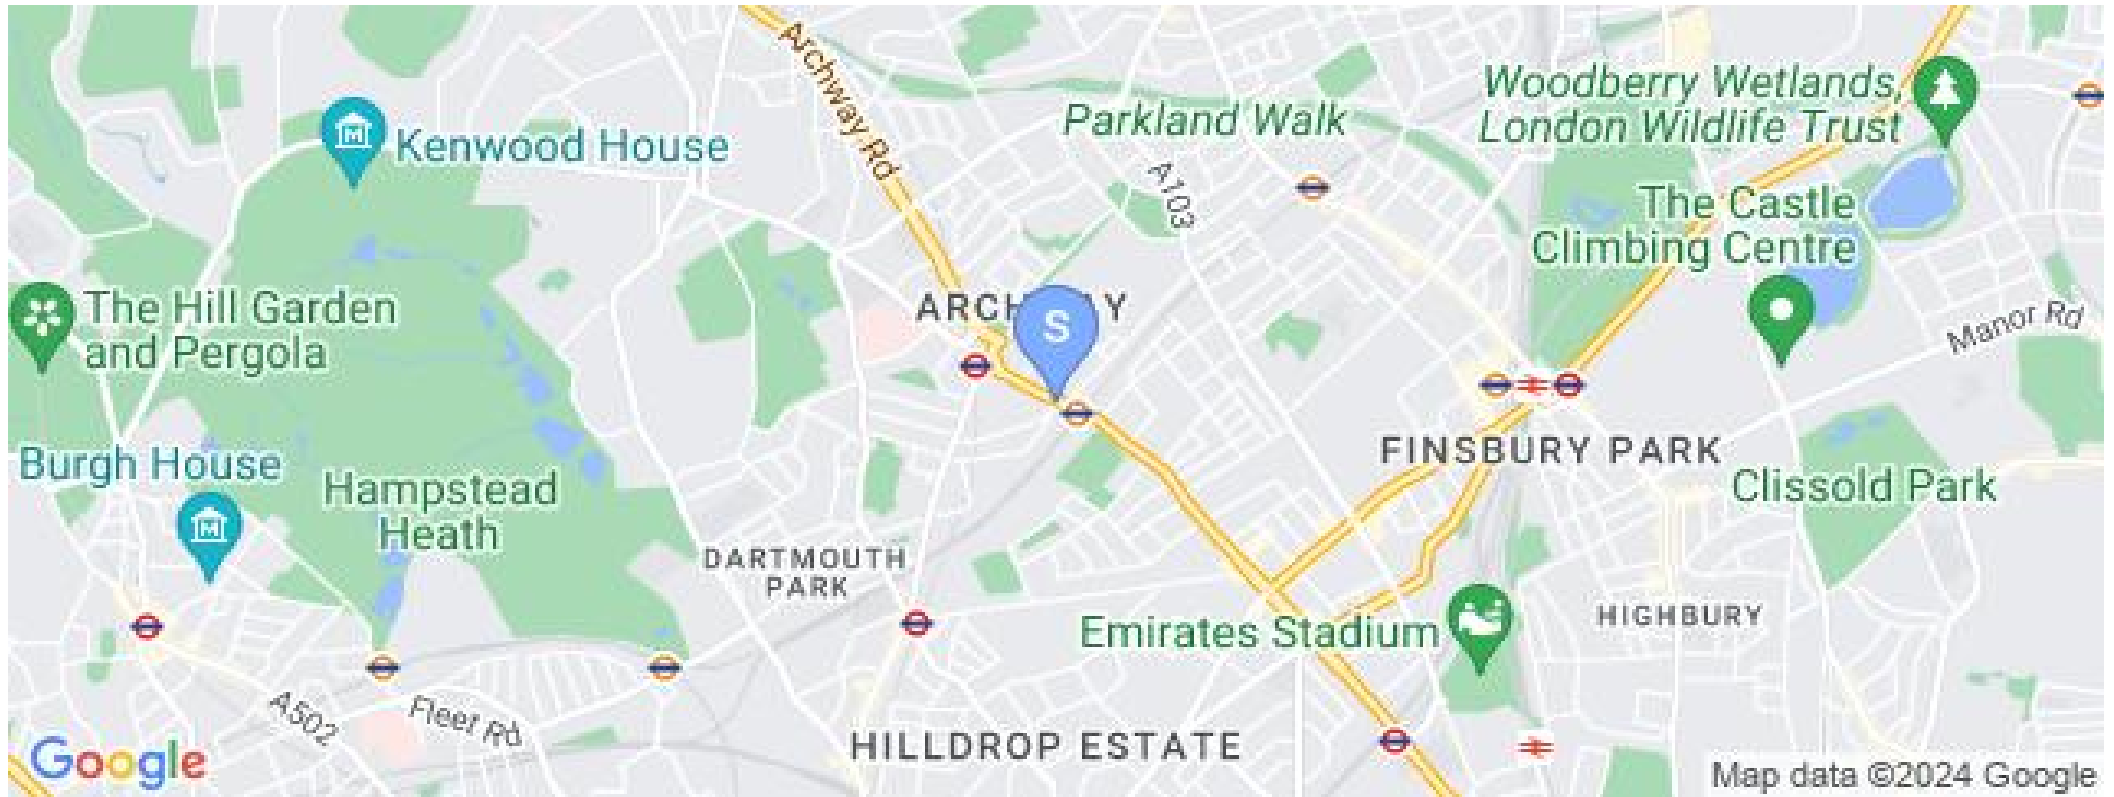 Archway Rd
Woodberry Wetlands,
London Wildlife Trust
Parkland Walk
Kenwood House
A103
The Castle
Climbing Centre
The Hill Garden
and Pergola
S
Manor Rd
FINSBURY PARK
Burgh House
Hampstead
Heath
Clissold Park
DARTMOUTH
PARK
HIGHBURY
Emirates Stadium
A502
Fleet Rd
HILLDROP ESTATE
Google
Map data ©2024 Google